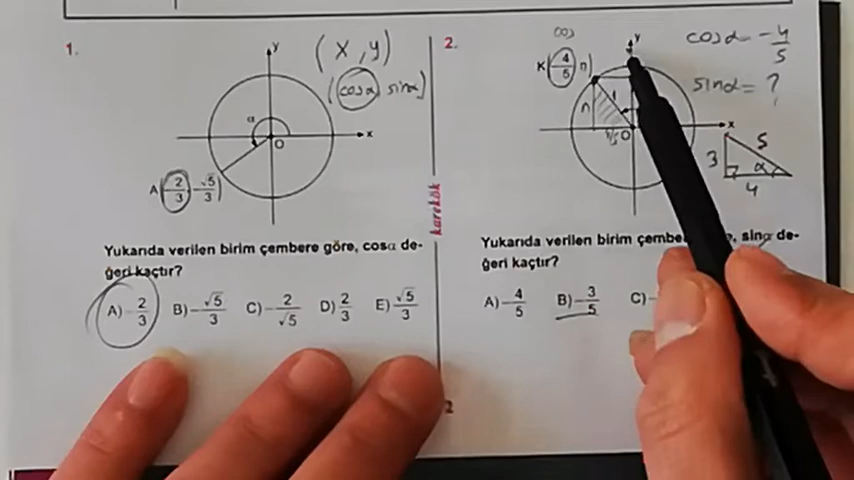 1.
y
x
O
α
(x, y)
(cosα, sinα)
A(-2/3, -√5/3)
Yukarıda verilen birim çembere göre, cosα de-
ğeri kaçtır?
A) -2/3 B) -√5/3 C) -2/√5 D) 2/3 E) √5/3
karekök
2.
cos
K(-4/5, n)
y
x
O
n
1
4/5
cosα = -4/5
sinα = ?
3
5
α
4
Yukarıda verilen birim çembe , sinα de-
ğeri kaçtır?
A) -4/5 B) -3/5 C) -
2